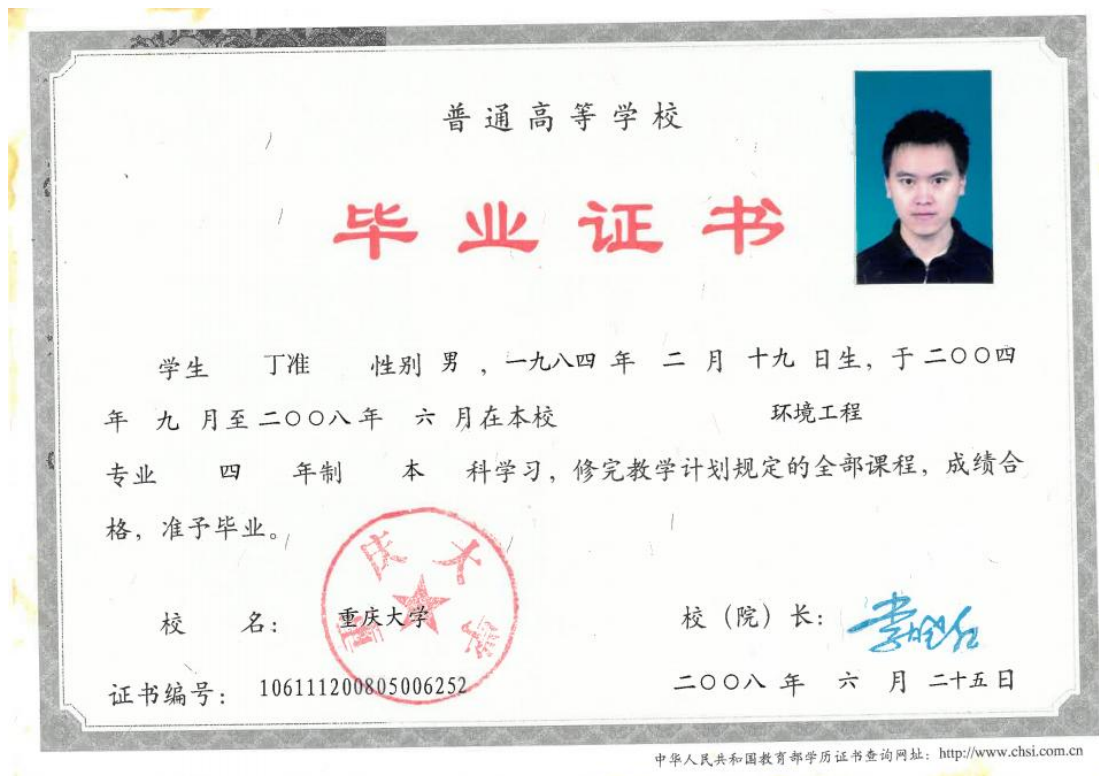 普通高等学校
毕业证书
学生 丁准 性别 男 ，一九八四 年 二 月 十九 日生，于 二〇〇四
年 九 月至 二〇〇八 年 六 月在本校 环境工程
专业 四 年制 本 科学习，修完教学计划规定的全部课程，成绩合
格，准予毕业。
重庆大学
校 名： 重庆大学 校（院）长：
证书编号： 106111200805006252 二〇〇八 年 六 月 二十五日
中华人民共和国教育部学历证书查询网址：http://www.chsi.com.cn